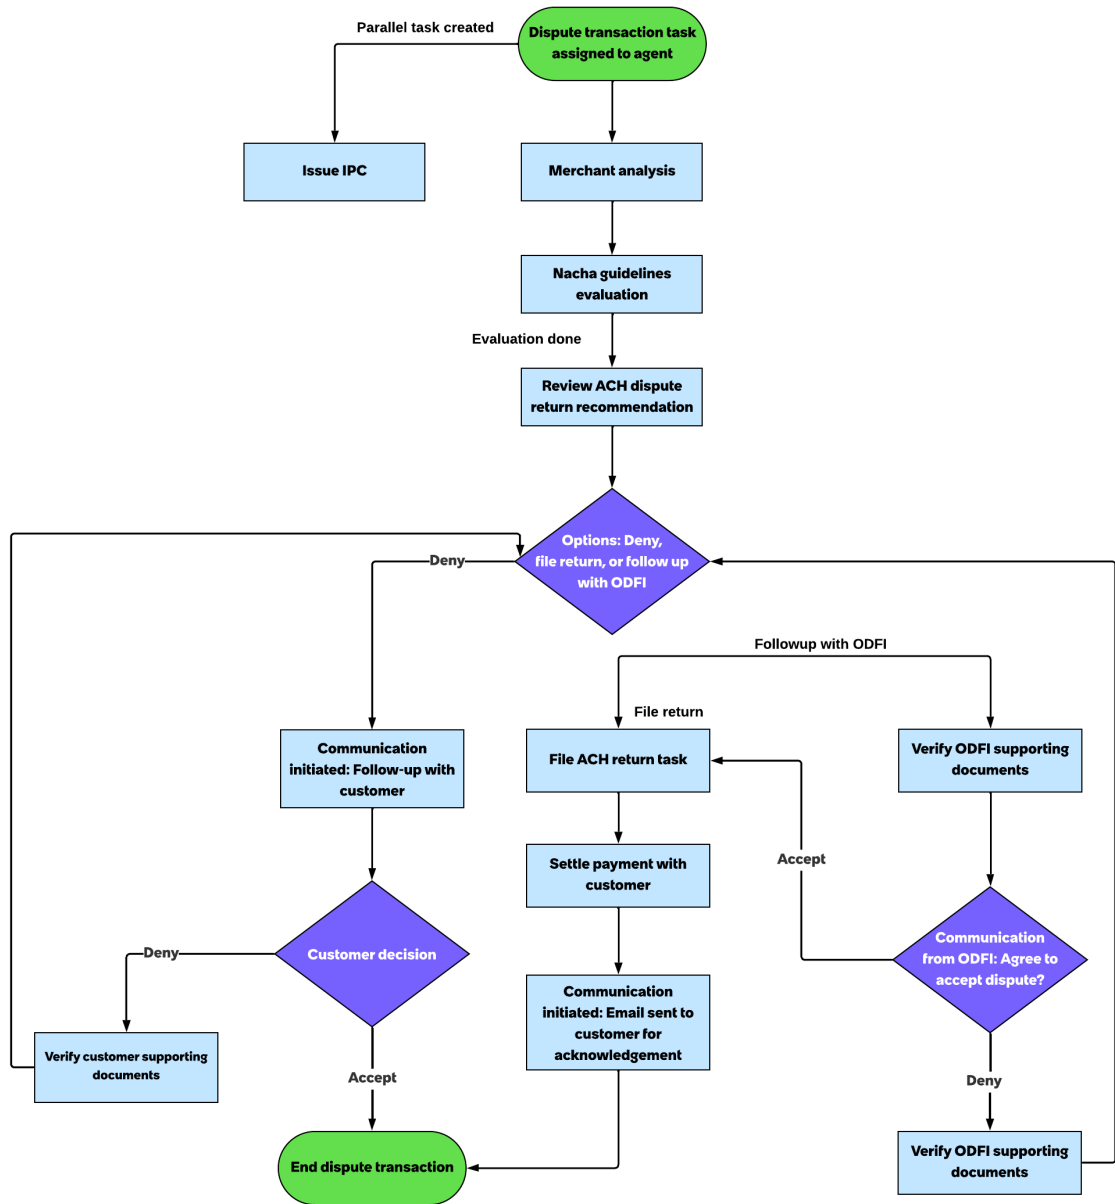 Parallel task created
Dispute transaction task
assigned to agent
Issue IPC
Merchant analysis
Nacha guidelines
evaluation
Evaluation done
Review ACH dispute
return recommendation
Options: Deny,
file return, or follow up
with ODFI
Deny
Followup with ODFI
File return
Communication
initiated: Follow-up with
customer
File ACH return task
Verify ODFI supporting
documents
Settle payment with
customer
Accept
Customer decision
Deny
Communication
from ODFI: Agree to
accept dispute?
Communication
initiated: Email sent to
customer for
acknowledgement
Verify customer supporting
documents
Accept
Deny
End dispute transaction
Verify ODFI supporting
documents